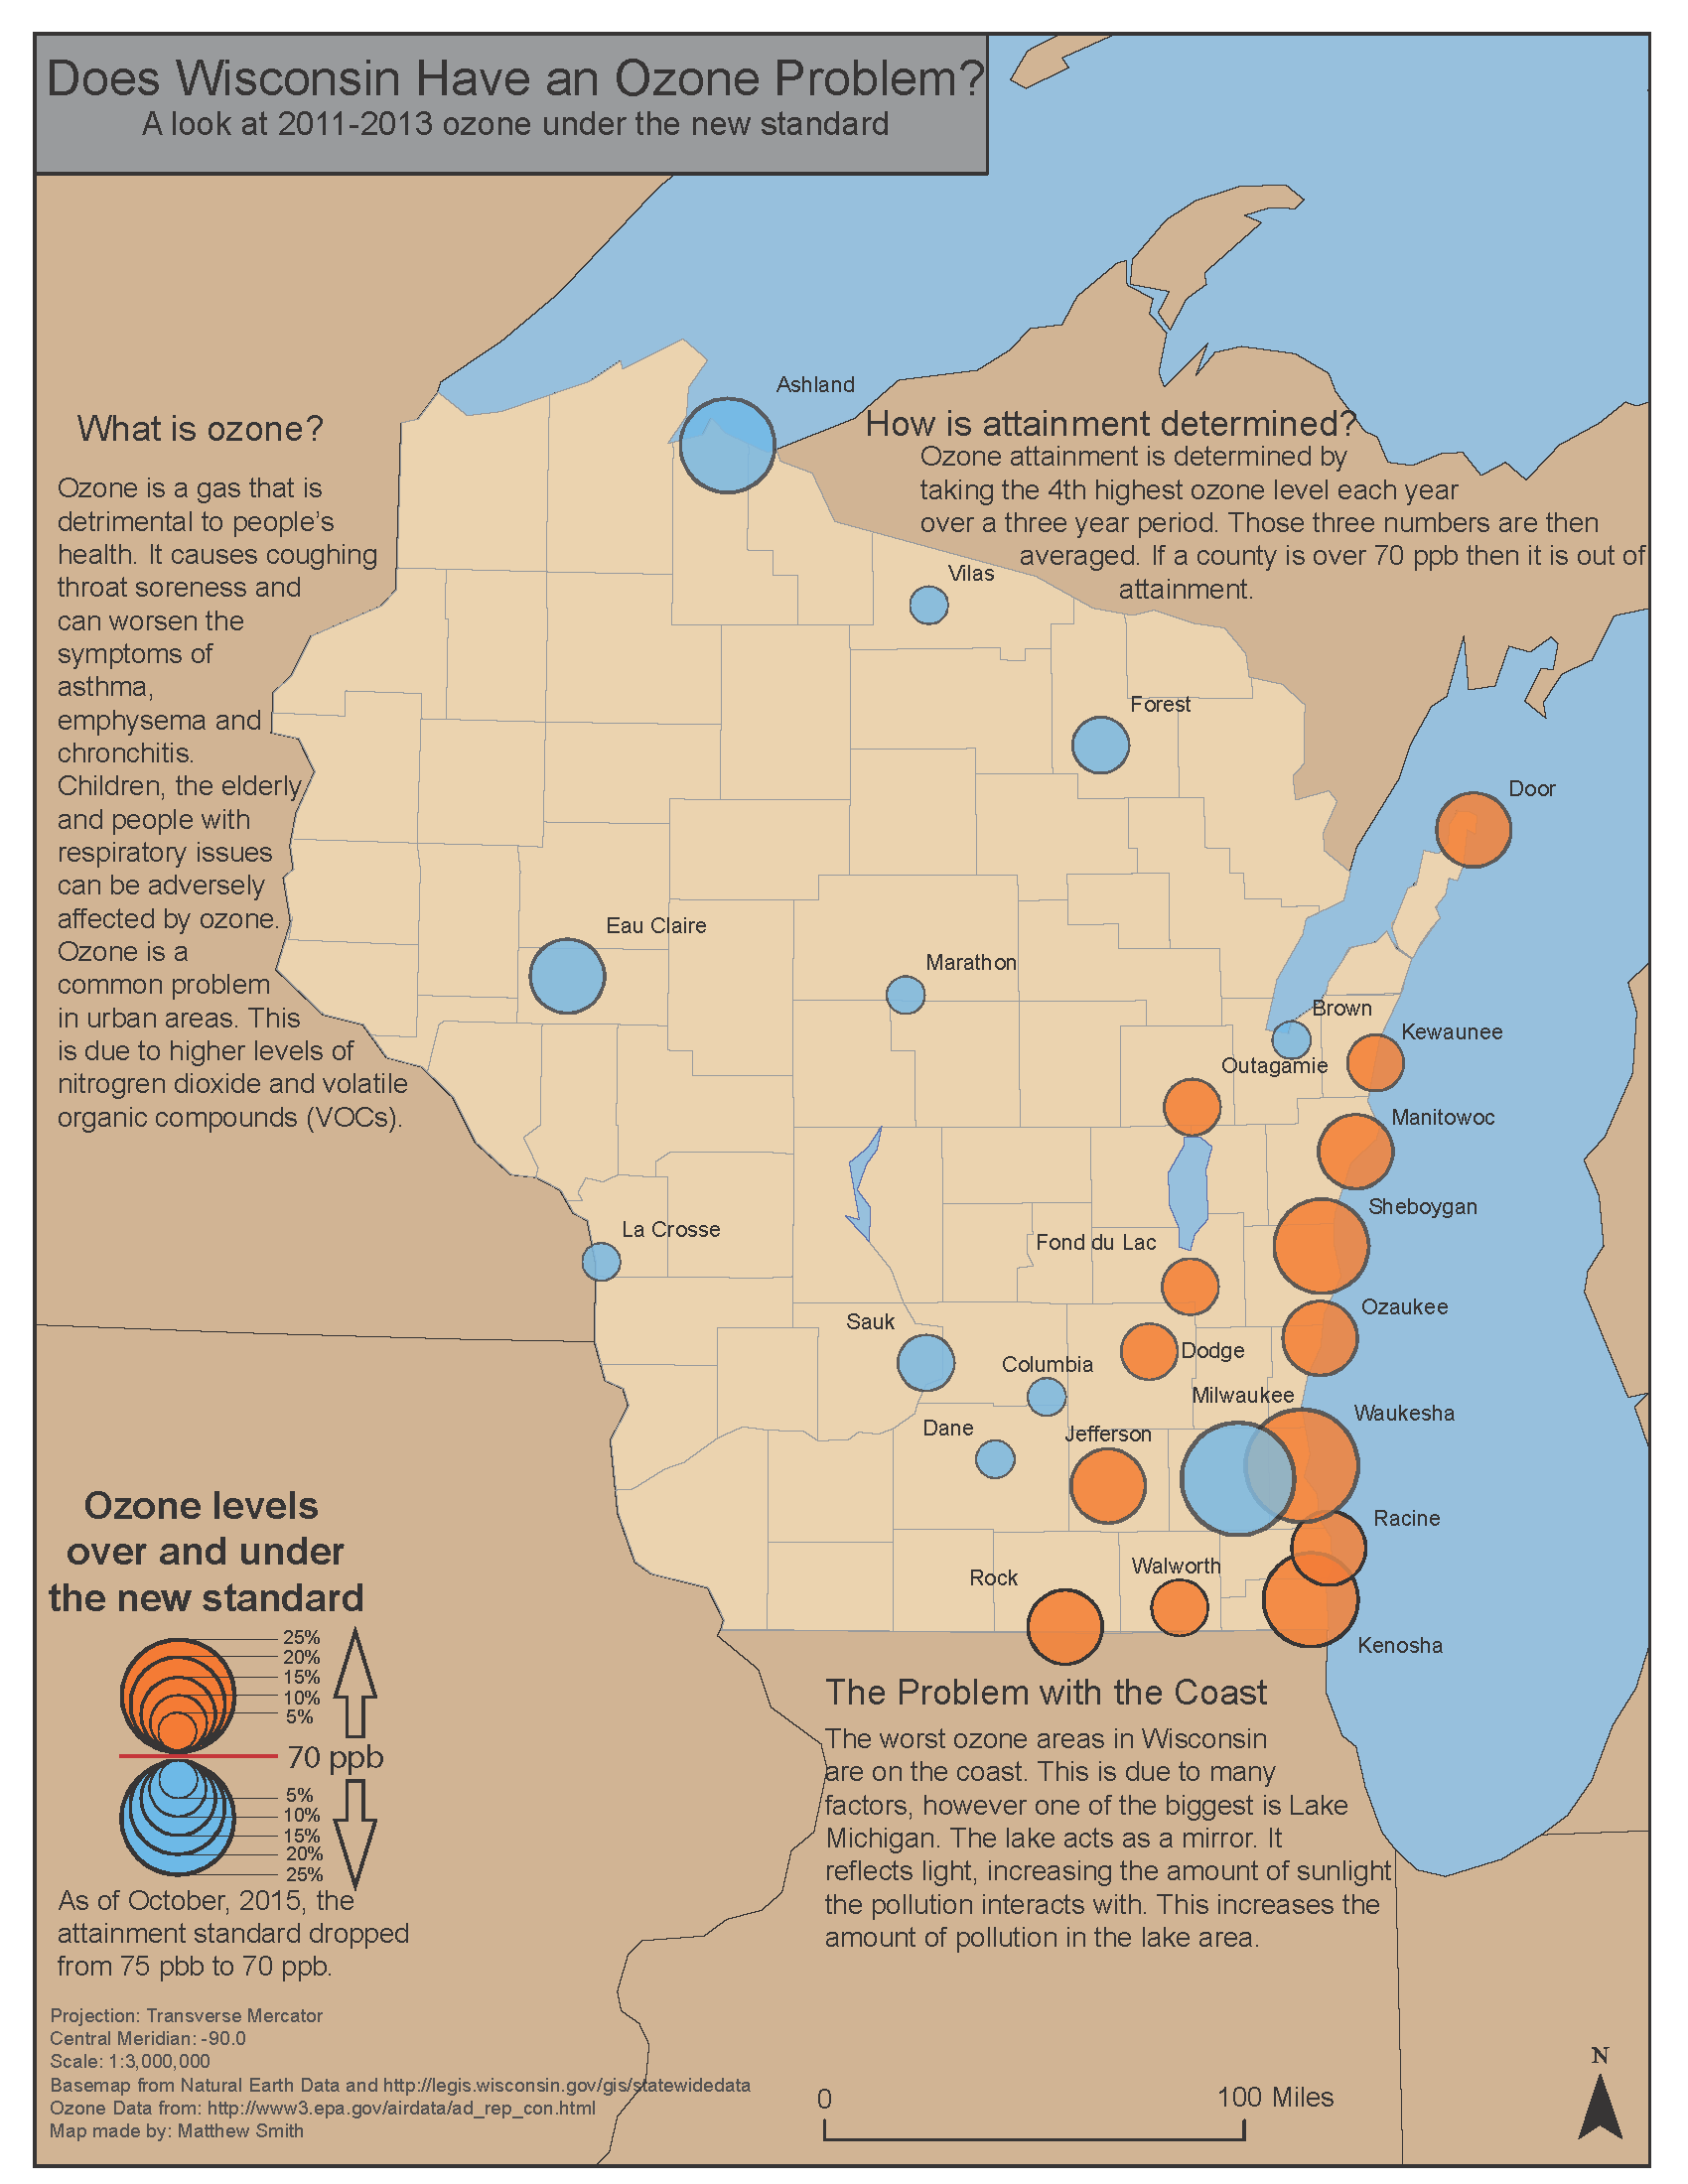 Does Wisconsin Have an Ozone Problem?
A look at 2011-2013 ozone under the new standard
What is ozone?
Ozone is a gas that is
detrimental to people's
health. It causes coughing
throat soreness and
can worsen the
symptoms of
asthma,
emphysema and
chronchitis.
Children, the elderly
and people with
respiratory issues
can be adversely
affected by ozone.
Ozone is a
common problem
in urban areas. This
is due to higher levels of
nitrogren dioxide and volatile
organic compounds (VOCs).
How is attainment determined?
Ozone attainment is determined by
taking the 4th highest ozone level each year
over a three year period. Those three numbers are then
averaged. If a county is over 70 ppb then it is out of
attainment.
Ashland
Vilas
Forest
Door
Eau Claire
Marathon
Brown
Kewaunee
Outagamie
Manitowoc
Sheboygan
La Crosse
Fond du Lac
Ozaukee
Sauk
Dodge
Columbia
Milwaukee
Waukesha
Dane
Jefferson
Racine
Walworth
Rock
Kenosha
Ozone levels
over and under
the new standard
25%
20%
15%
10%
5%
70 ppb
5%
10%
15%
20%
25%
As of October, 2015, the
attainment standard dropped
from 75 pbb to 70 ppb.
The Problem with the Coast
The worst ozone areas in Wisconsin
are on the coast. This is due to many
factors, however one of the biggest is Lake
Michigan. The lake acts as a mirror. It
reflects light, increasing the amount of sunlight
the pollution interacts with. This increases the
amount of pollution in the lake area.
Projection: Transverse Mercator
Central Meridian: -90.0
Scale: 1:3,000,000
Basemap from Natural Earth Data and http://legis.wisconsin.gov/gis/statewidedata
Ozone Data from: http://www3.epa.gov/airdata/ad_rep_con.html
Map made by: Matthew Smith
0
100 Miles
N